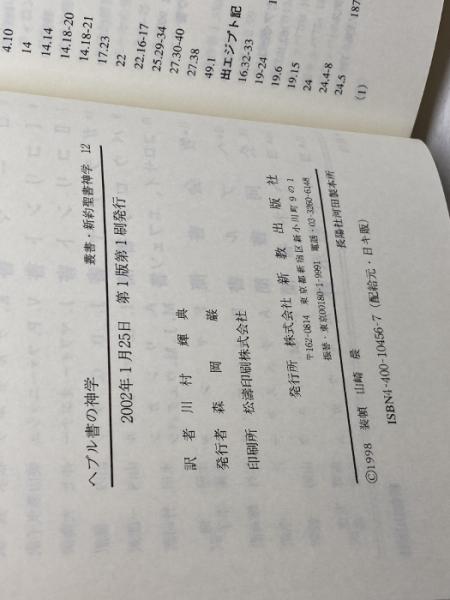 4.10
14
14.14
14.18-20
14.18-21
17.23
22
22.16-17
25.29-34
27.30-40
27.38
49.1
出エジプト記
16.32-33
19-24
19.6
19.15
24
24.4-8
24.5
187
(1)
叢書・新約聖書神学 12
ヘブル書の神学
2002年1月25日 第1版第1刷発行
訳者 川村輝典
発行者 森岡巌
印刷所 松濤印刷株式会社
発行所 株式会社 新教出版社
〒162-0814 東京都新宿区新小川町9の1
振替・東京00180-1-9991 電話・03-3260-6148
長陽社河田製本所
©1998 装幀 山崎
(配給元・日キ販)
ISBN4-400-10456-7